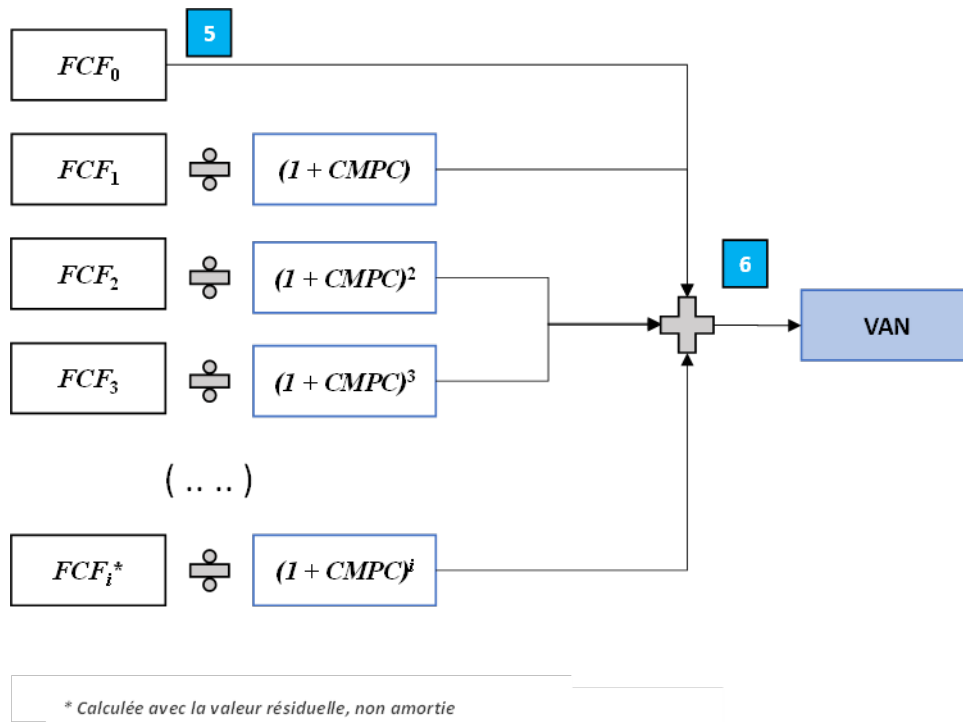 5
FCF₀
FCF₁ (1 + CMPC)
FCF₂ (1 + CMPC)²
6
VAN
FCF₃ (1 + CMPC)³
( .. .. )
FCFᵢ* (1 + CMPC)ⁱ
* Calculée avec la valeur résiduelle, non amortie